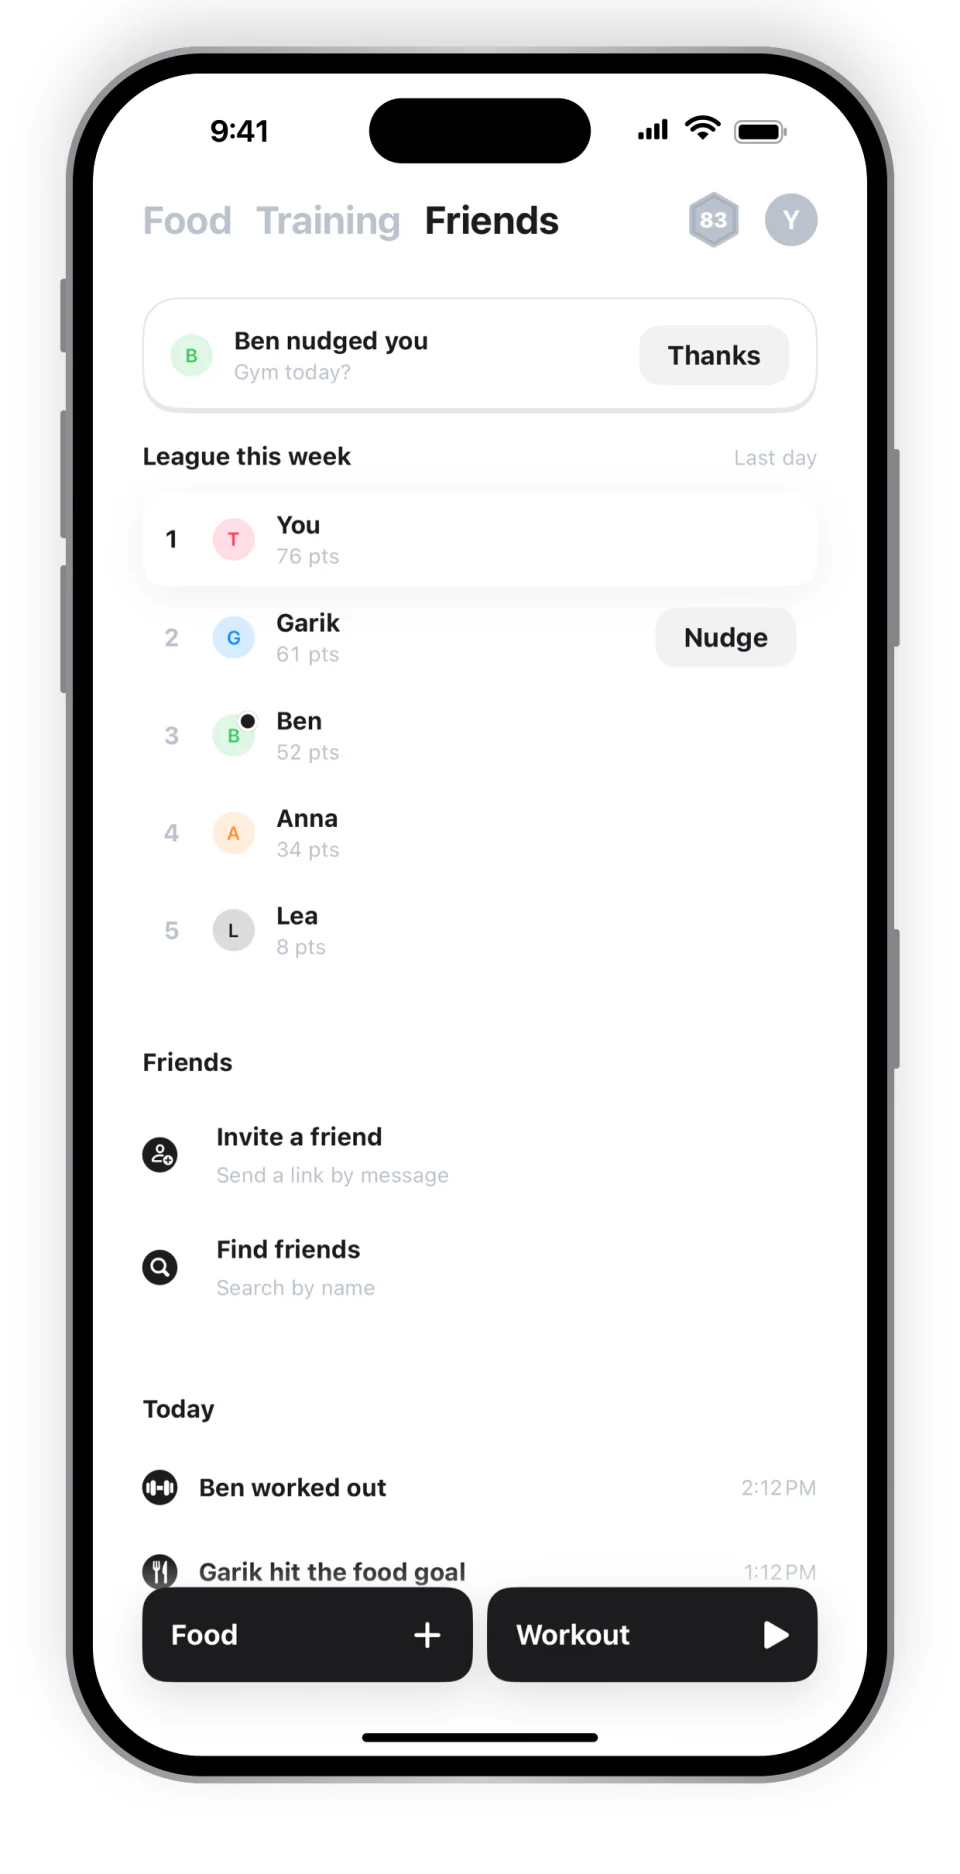 9:41
Food Training Friends 83 Y
B
Ben nudged you
Gym today?
Thanks
League this week Last day
1 T You
76 pts
2 G Garik
61 pts
Nudge
3 B Ben
52 pts
4 A Anna
34 pts
5 L Lea
8 pts
Friends
Invite a friend
Send a link by message
Find friends
Search by name
Today
Ben worked out 2:12 PM
Garik hit the food goal 1:12 PM
Food Workout